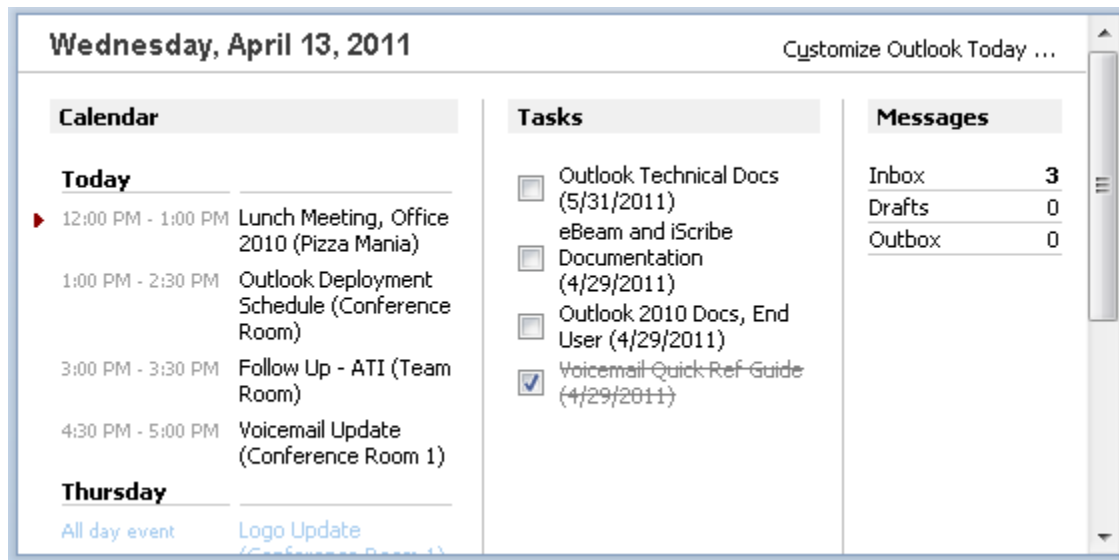 Wednesday, April 13, 2011
Customize Outlook Today ...
Calendar
Today
12:00 PM - 1:00 PM Lunch Meeting, Office
2010 (Pizza Mania)
1:00 PM - 2:30 PM Outlook Deployment
Schedule (Conference
Room)
3:00 PM - 3:30 PM Follow Up - ATI (Team
Room)
4:30 PM - 5:00 PM Voicemail Update
(Conference Room 1)
Thursday
All day event Logo Update
(Conference Room 1)
Tasks
Outlook Technical Docs
(5/31/2011)
eBeam and iScribe
Documentation
(4/29/2011)
Outlook 2010 Docs, End
User (4/29/2011)
Voicemail Quick Ref Guide
(4/29/2011)
Messages
Inbox 3
Drafts 0
Outbox 0